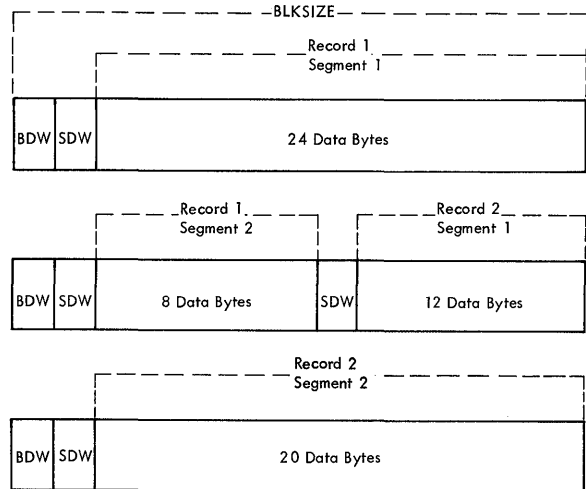 BLKSIZE
Record 1
Segment 1
BDW SDW 24 Data Bytes
Record 1 Record 2
Segment 2 Segment 1
BDW SDW 8 Data Bytes SDW 12 Data Bytes
Record 2
Segment 2
BDW SDW 20 Data Bytes